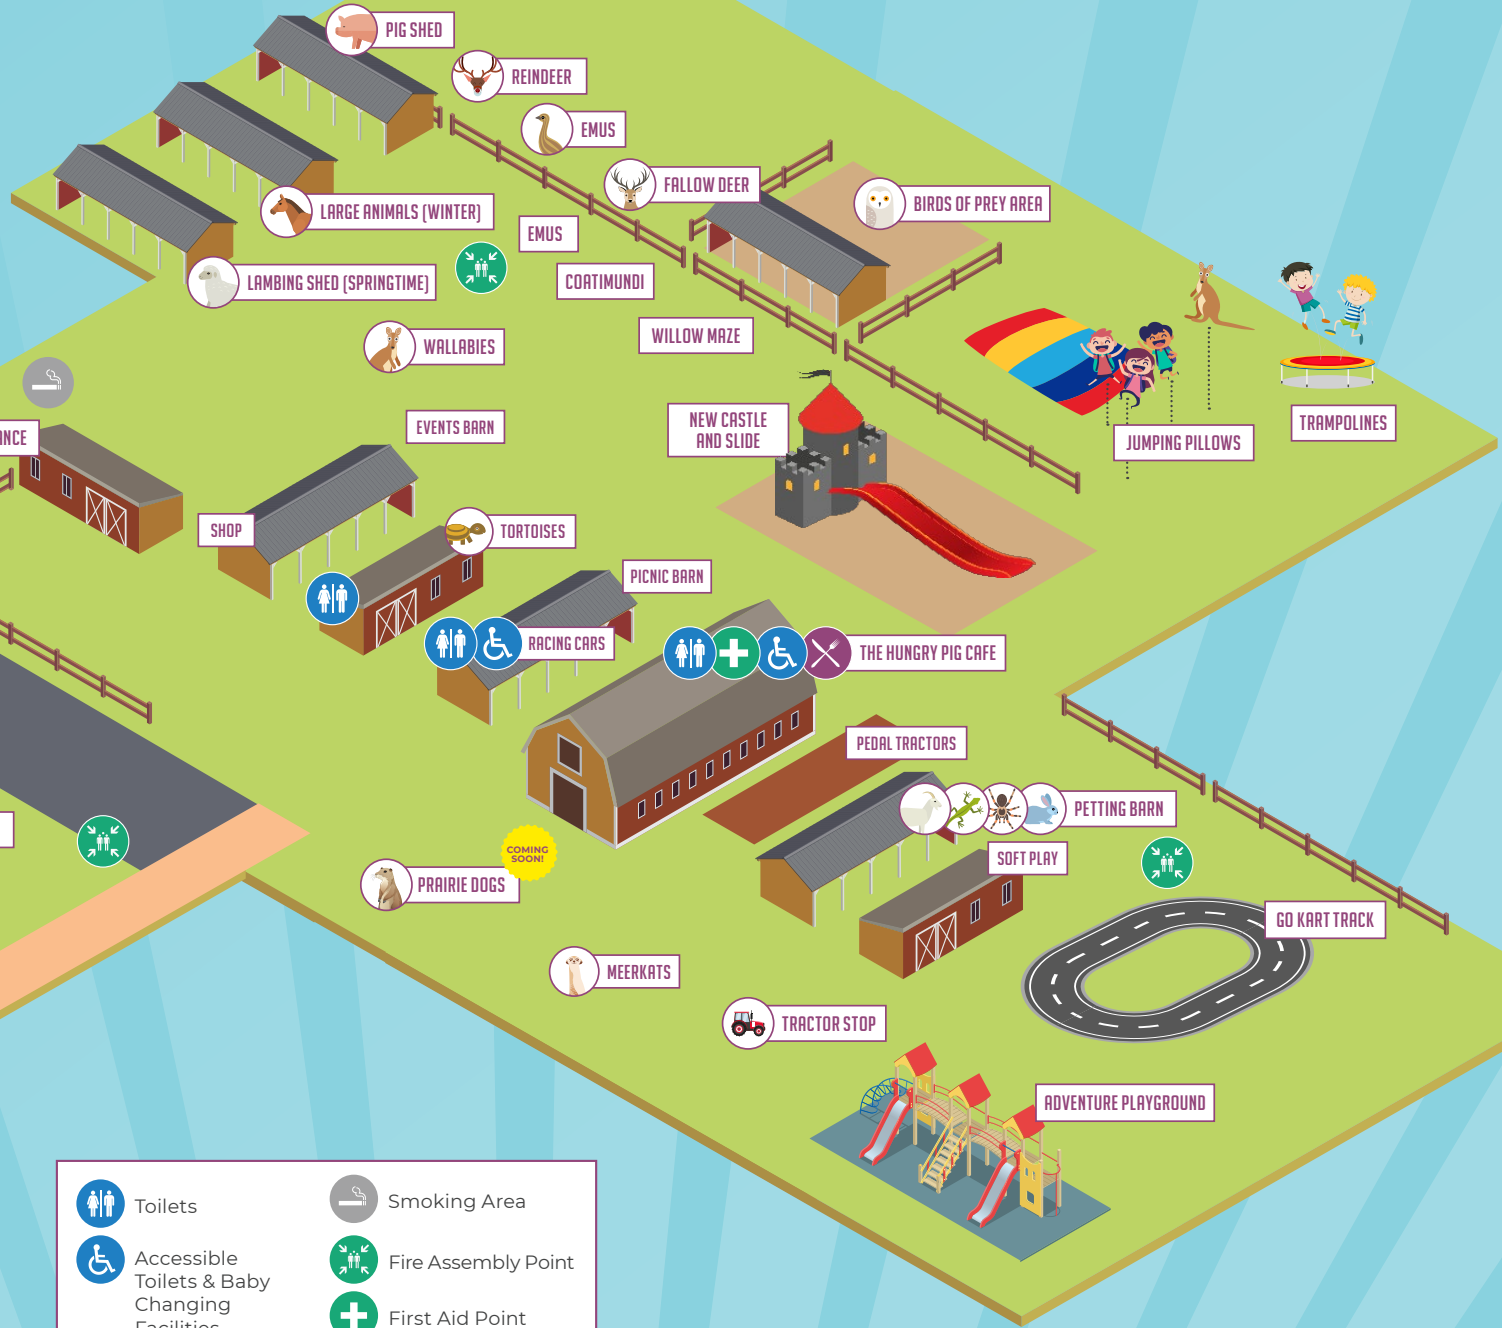 PIG SHED
REINDEER
EMUS
FALLOW DEER
BIRDS OF PREY AREA
LARGE ANIMALS (WINTER)
EMUS
LAMBING SHED (SPRINGTIME)
COATIMUNDI
WILLOW MAZE
WALLABIES
NEW CASTLE
AND SLIDE
EVENTS BARN
TRAMPOLINES
JUMPING PILLOWS
ANCE
SHOP
TORTOISES
PICNIC BARN
RACING CARS
THE HUNGRY PIG CAFE
PEDAL TRACTORS
PETTING BARN
COMING
SOON!
SOFT PLAY
PRAIRIE DOGS
GO KART TRACK
MEERKATS
TRACTOR STOP
ADVENTURE PLAYGROUND
Toilets
Smoking Area
Accessible
Toilets & Baby
Changing
Facilities
Fire Assembly Point
First Aid Point